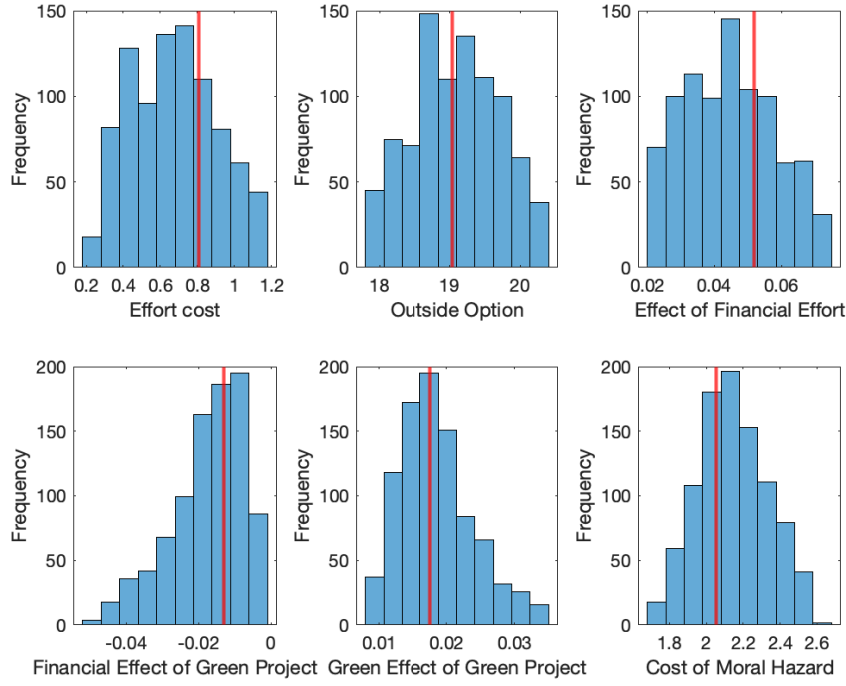 150
100
50
0
Frequency
0.2 0.4 0.6 0.8 1 1.2
Effort cost
150
100
50
0
Frequency
18 19 20
Outside Option
150
100
50
0
Frequency
0.02 0.04 0.06
Effect of Financial Effort
200
150
100
50
0
Frequency
-0.04 -0.02 0
Financial Effect of Green Project
200
150
100
50
0
Frequency
0.01 0.02 0.03
Green Effect of Green Project
200
150
100
50
0
Frequency
1.8 2 2.2 2.4 2.6
Cost of Moral Hazard